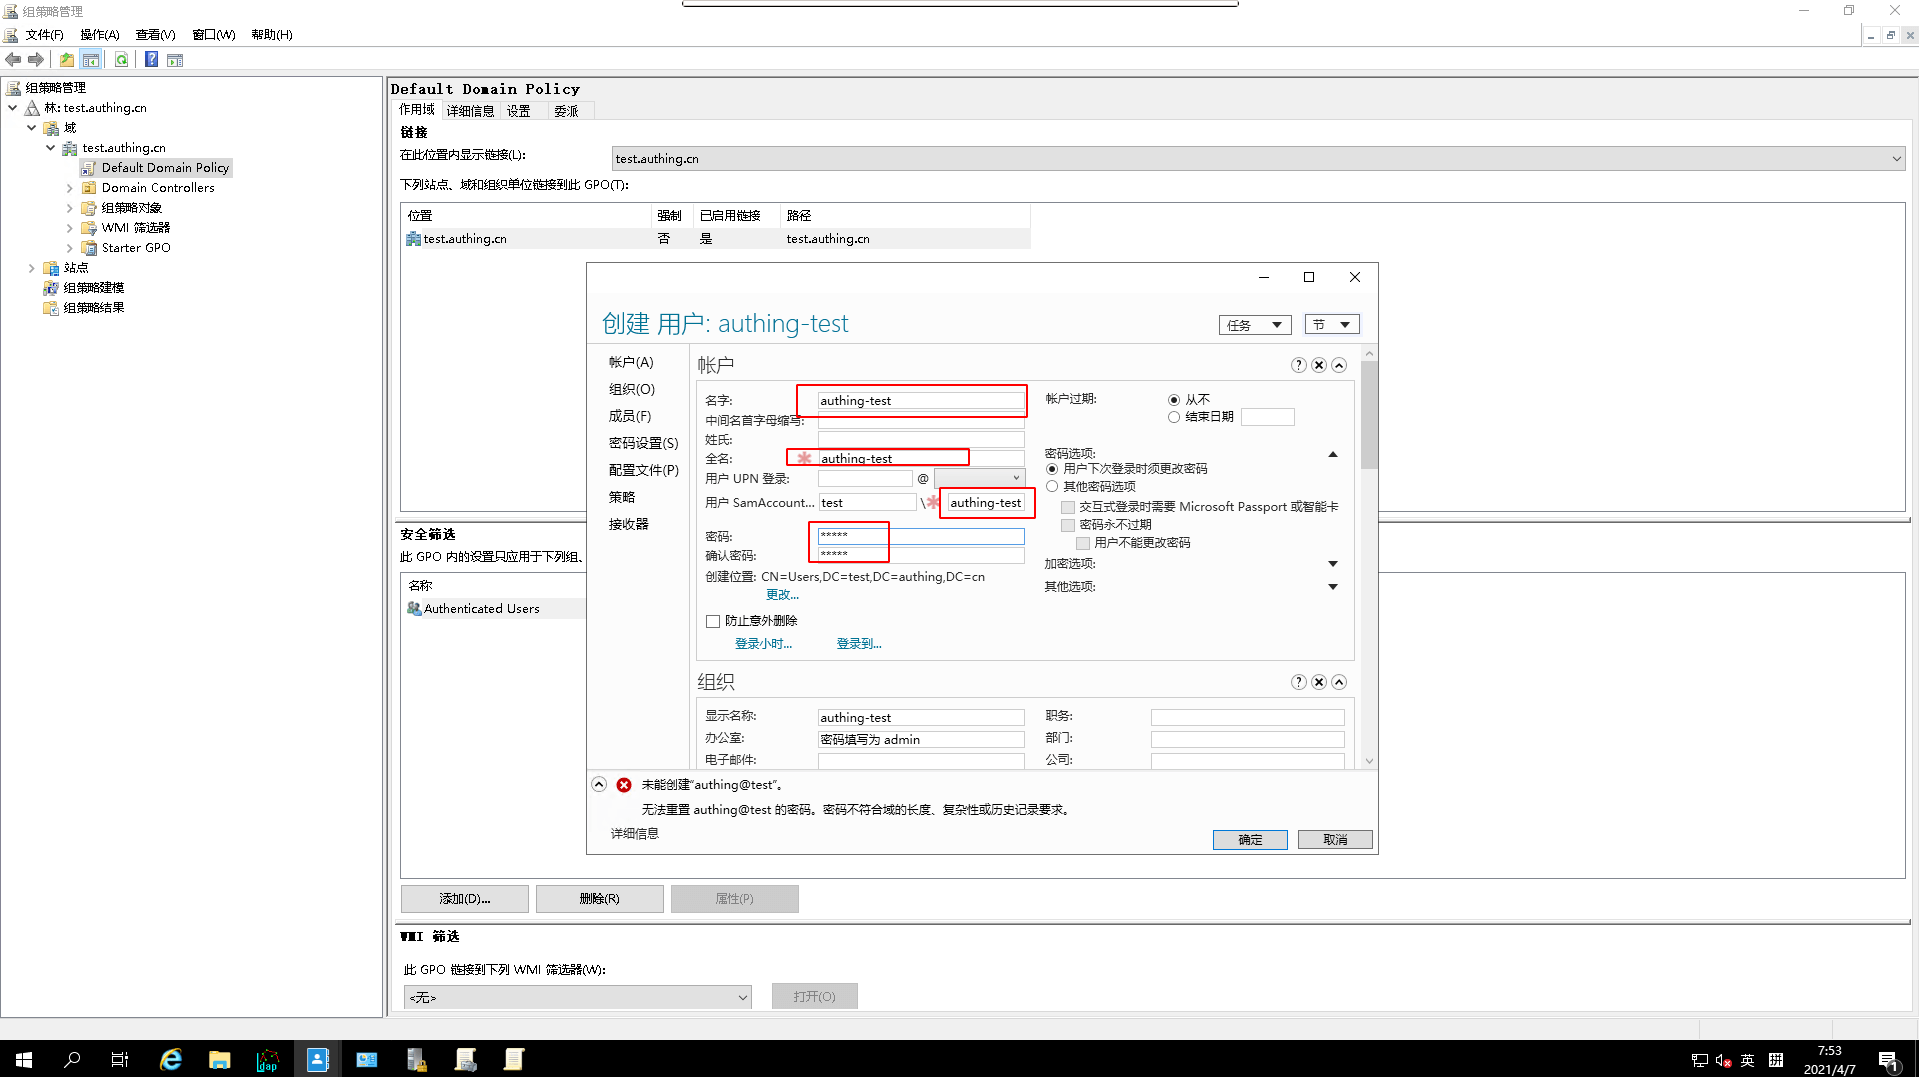 组策略管理
文件(F) 操作(A) 查看(V) 窗口(W) 帮助(H)
组策略管理
林: test.authing.cn
域
test.authing.cn
Default Domain Policy
Domain Controllers
组策略对象
WMI 筛选器
Starter GPO
站点
组策略建模
组策略结果
Default Domain Policy
作用域 详细信息 设置 委派
链接
在此位置内显示链接(L): test.authing.cn
下列站点、域和组织单位链接到此 GPO(T):
位置 强制 已启用链接 路径
test.authing.cn 否 是 test.authing.cn
安全筛选
此 GPO 内的设置只应用于下列组、
名称
Authenticated Users
添加(D)... 删除(R) 属性(P)
WMI 筛选
此 GPO 链接到下列 WMI 筛选器(W):
<无> 打开(O)
创建 用户: authing-test
任务 节
帐户(A)
组织(O)
成员(F)
密码设置(S)
配置文件(P)
策略
接收器
帐户
名字: authing-test
中间名首字母缩写:
姓氏:
全名: authing-test
用户 UPN 登录: @
用户 SamAccount... test \ authing-test
密码: *****
确认密码: *****
创建位置: CN=Users,DC=test,DC=authing,DC=cn
更改...
防止意外删除
登录小时... 登录到...
帐户过期: 从不
结束日期
密码选项:
用户下次登录时须更改密码
其他密码选项
交互式登录时需要 Microsoft Passport 或智能卡
密码永不过期
用户不能更改密码
加密选项:
其他选项:
组织
显示名称: authing-test 职务:
办公室: 密码填写为 admin 部门:
电子邮件: 公司:
未能创建“authing@test”。
无法重置 authing@test 的密码。密码不符合域的长度、复杂性或历史记录要求。
详细信息
确定 取消
ldap
英 拼
7:53
2021/4/7
1